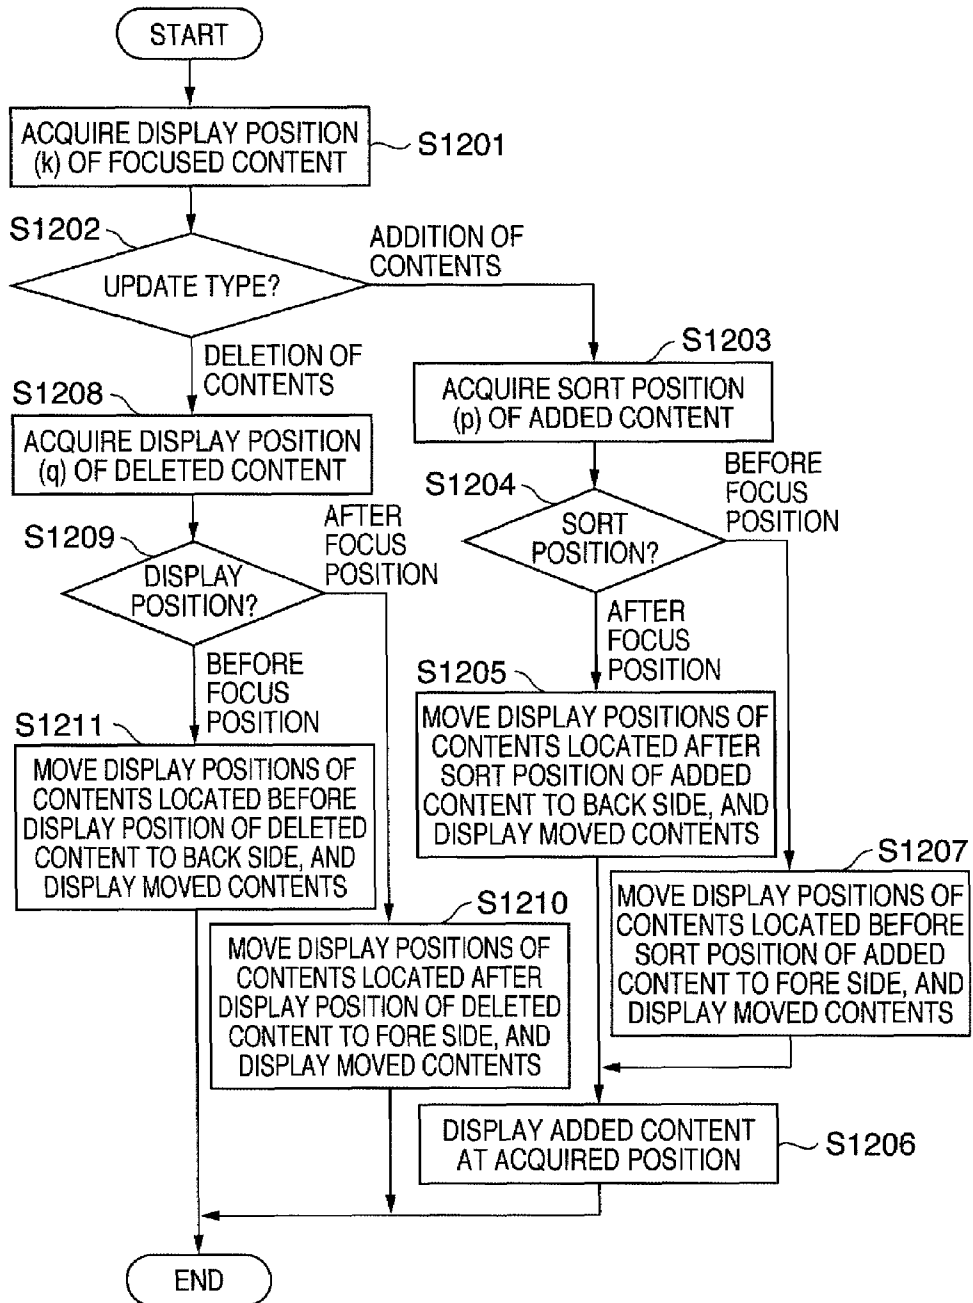 START
ACQUIRE DISPLAY POSITION
(k) OF FOCUSED CONTENT
S1201
S1202
UPDATE TYPE?
ADDITION OF
CONTENTS
DELETION OF
CONTENTS
S1203
ACQUIRE SORT POSITION
(p) OF ADDED CONTENT
S1208
ACQUIRE DISPLAY POSITION
(q) OF DELETED CONTENT
S1204
SORT
POSITION?
BEFORE
FOCUS
POSITION
S1209
DISPLAY
POSITION?
AFTER
FOCUS
POSITION
AFTER
FOCUS
POSITION
BEFORE
FOCUS
POSITION
S1205
MOVE DISPLAY POSITIONS OF
CONTENTS LOCATED AFTER
SORT POSITION OF ADDED
CONTENT TO BACK SIDE, AND
DISPLAY MOVED CONTENTS
S1211
MOVE DISPLAY POSITIONS OF
CONTENTS LOCATED BEFORE
DISPLAY POSITION OF DELETED
CONTENT TO BACK SIDE, AND
DISPLAY MOVED CONTENTS
S1207
MOVE DISPLAY POSITIONS OF
CONTENTS LOCATED BEFORE
SORT POSITION OF ADDED
CONTENT TO FORE SIDE, AND
DISPLAY MOVED CONTENTS
S1210
MOVE DISPLAY POSITIONS OF
CONTENTS LOCATED AFTER
DISPLAY POSITION OF DELETED
CONTENT TO FORE SIDE, AND
DISPLAY MOVED CONTENTS
DISPLAY ADDED CONTENT
AT ACQUIRED POSITION
S1206
END